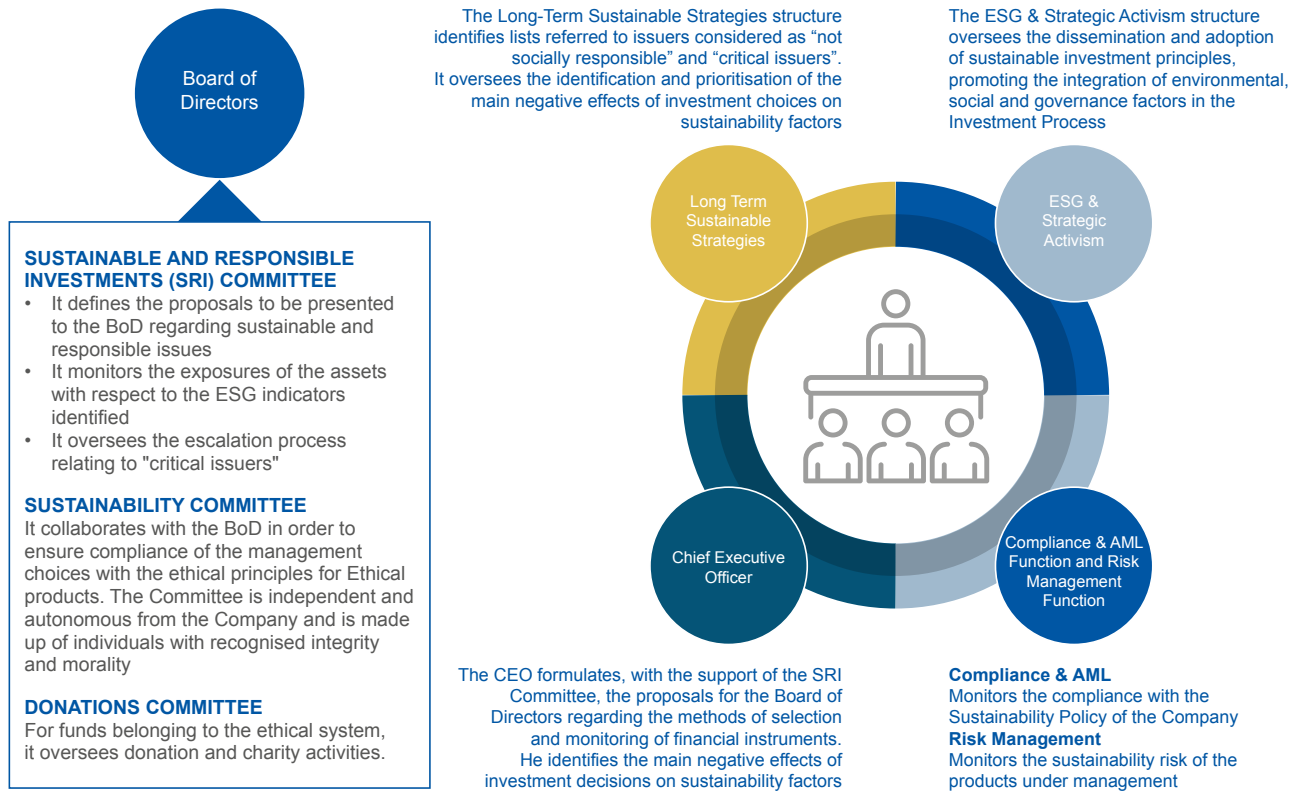 Board of
Directors
SUSTAINABLE AND RESPONSIBLE
INVESTMENTS (SRI) COMMITTEE
• It defines the proposals to be presented
to the BoD regarding sustainable and
responsible issues
• It monitors the exposures of the assets
with respect to the ESG indicators
identified
• It oversees the escalation process
relating to "critical issuers"
SUSTAINABILITY COMMITTEE
It collaborates with the BoD in order to
ensure compliance of the management
choices with the ethical principles for Ethical
products. The Committee is independent and
autonomous from the Company and is made
up of individuals with recognised integrity
and morality
DONATIONS COMMITTEE
For funds belonging to the ethical system,
it oversees donation and charity activities.
The Long-Term Sustainable Strategies structure
identifies lists referred to issuers considered as “not
socially responsible” and “critical issuers”.
It oversees the identification and prioritisation of the
main negative effects of investment choices on
sustainability factors
The ESG & Strategic Activism structure
oversees the dissemination and adoption
of sustainable investment principles,
promoting the integration of environmental,
social and governance factors in the
Investment Process
Long Term
Sustainable
Strategies
ESG &
Strategic
Activism
Chief Executive
Officer
Compliance & AML
Function and Risk
Management
Function
The CEO formulates, with the support of the SRI
Committee, the proposals for the Board of
Directors regarding the methods of selection
and monitoring of financial instruments.
He identifies the main negative effects of
investment decisions on sustainability factors
Compliance & AML
Monitors the compliance with the
Sustainability Policy of the Company
Risk Management
Monitors the sustainability risk of the
products under management